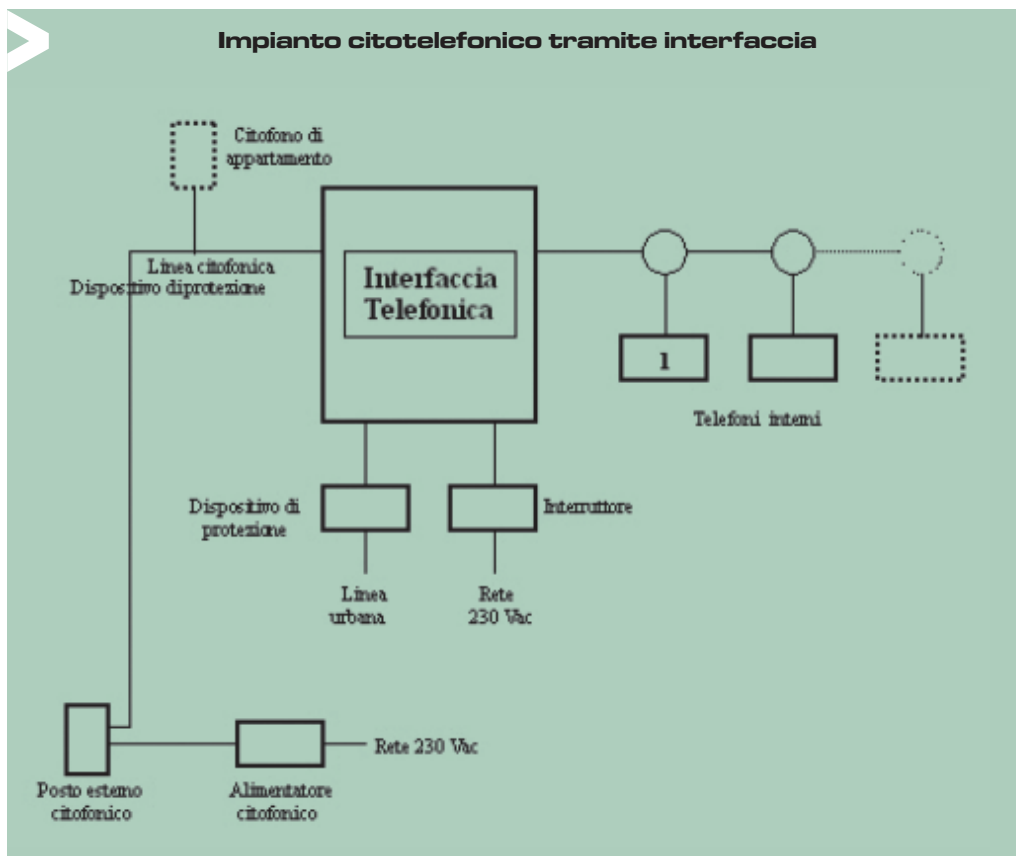 Impianto citotelefonico tramite interfaccia
Citofono di
appartamento
Linea citofonica
Dispositivo diprotezione
Interfaccia
Telefonica
1
Telefoni interni
Dispositivo di
protezione
Interruttore
Linea
urbana
Rete
230 Vac
Rete 230 Vac
Posto esterno
citofonico
Alimentatore
citofonico